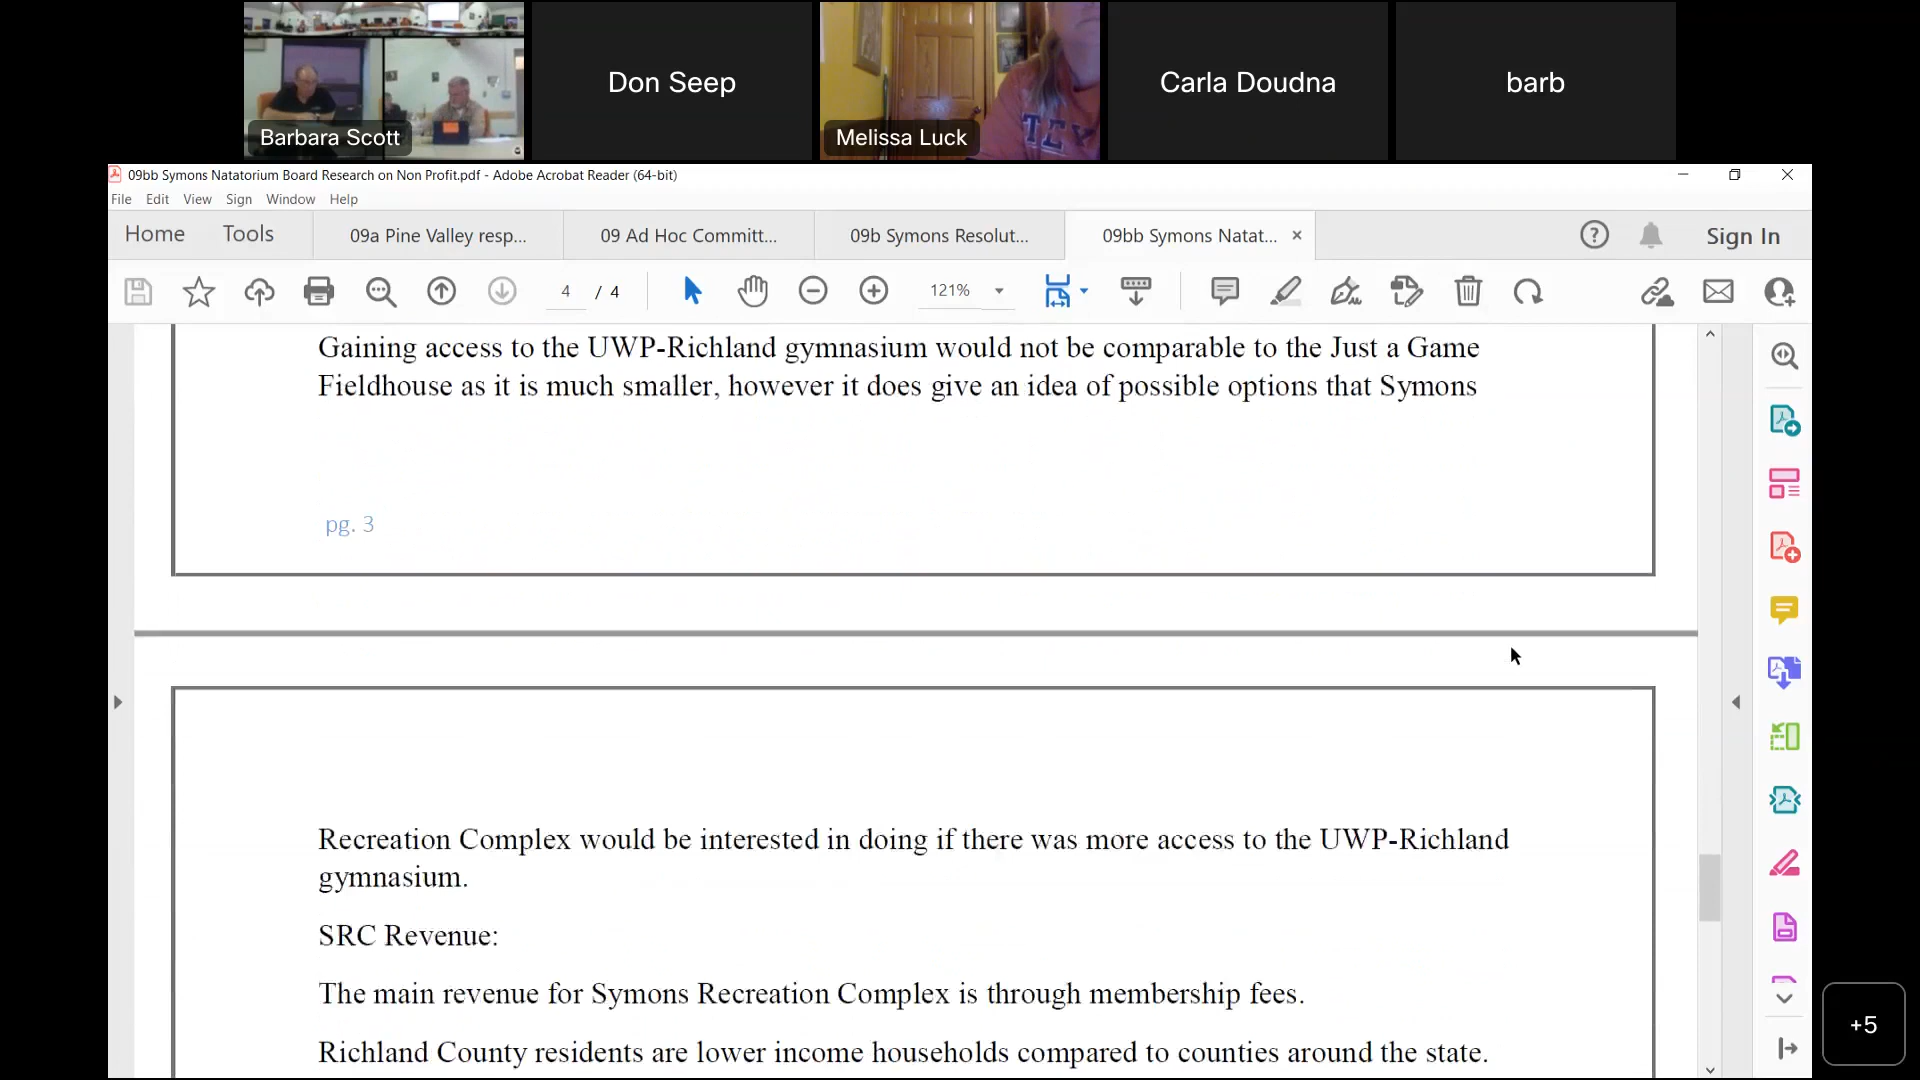 Barbara Scott
Don Seep
Melissa Luck
TEX
Carla Doudna
barb
09bb Symons Natatorium Board Research on Non Profit.pdf - Adobe Acrobat Reader (64-bit)
File Edit View Sign Window Help
Home Tools 09a Pine Valley resp... 09 Ad Hoc Committ... 09b Symons Resolut... 09bb Symons Natat... × Sign In
4 / 4 121%
Gaining access to the UWP-Richland gymnasium would not be comparable to the Just a Game
Fieldhouse as it is much smaller, however it does give an idea of possible options that Symons
pg. 3
Recreation Complex would be interested in doing if there was more access to the UWP-Richland
gymnasium.
SRC Revenue:
The main revenue for Symons Recreation Complex is through membership fees.
Richland County residents are lower income households compared to counties around the state.
+5